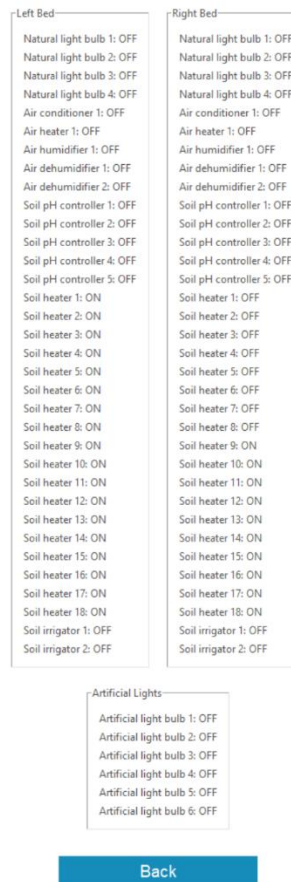 Left Bed
Natural light bulb 1: OFF
Natural light bulb 2: OFF
Natural light bulb 3: OFF
Natural light bulb 4: OFF
Air conditioner 1: OFF
Air heater 1: OFF
Air humidifier 1: OFF
Air dehumidifier 1: OFF
Air dehumidifier 2: OFF
Soil pH controller 1: OFF
Soil pH controller 2: OFF
Soil pH controller 3: OFF
Soil pH controller 4: OFF
Soil pH controller 5: OFF
Soil heater 1: ON
Soil heater 2: ON
Soil heater 3: ON
Soil heater 4: ON
Soil heater 5: ON
Soil heater 6: ON
Soil heater 7: ON
Soil heater 8: ON
Soil heater 9: ON
Soil heater 10: ON
Soil heater 11: ON
Soil heater 12: ON
Soil heater 13: ON
Soil heater 14: ON
Soil heater 15: ON
Soil heater 16: ON
Soil heater 17: ON
Soil heater 18: ON
Soil irrigator 1: OFF
Soil irrigator 2: OFF
Right Bed
Natural light bulb 1: OFF
Natural light bulb 2: OFF
Natural light bulb 3: OFF
Natural light bulb 4: OFF
Air conditioner 1: OFF
Air heater 1: OFF
Air humidifier 1: OFF
Air dehumidifier 1: OFF
Air dehumidifier 2: OFF
Soil pH controller 1: OFF
Soil pH controller 2: OFF
Soil pH controller 3: OFF
Soil pH controller 4: OFF
Soil pH controller 5: OFF
Soil heater 1: OFF
Soil heater 2: OFF
Soil heater 3: OFF
Soil heater 4: OFF
Soil heater 5: OFF
Soil heater 6: OFF
Soil heater 7: OFF
Soil heater 8: OFF
Soil heater 9: ON
Soil heater 10: ON
Soil heater 11: ON
Soil heater 12: ON
Soil heater 13: ON
Soil heater 14: ON
Soil heater 15: ON
Soil heater 16: ON
Soil heater 17: ON
Soil heater 18: ON
Soil irrigator 1: OFF
Soil irrigator 2: OFF
Artificial Lights
Artificial light bulb 1: OFF
Artificial light bulb 2: OFF
Artificial light bulb 3: OFF
Artificial light bulb 4: OFF
Artificial light bulb 5: OFF
Artificial light bulb 6: OFF
Back